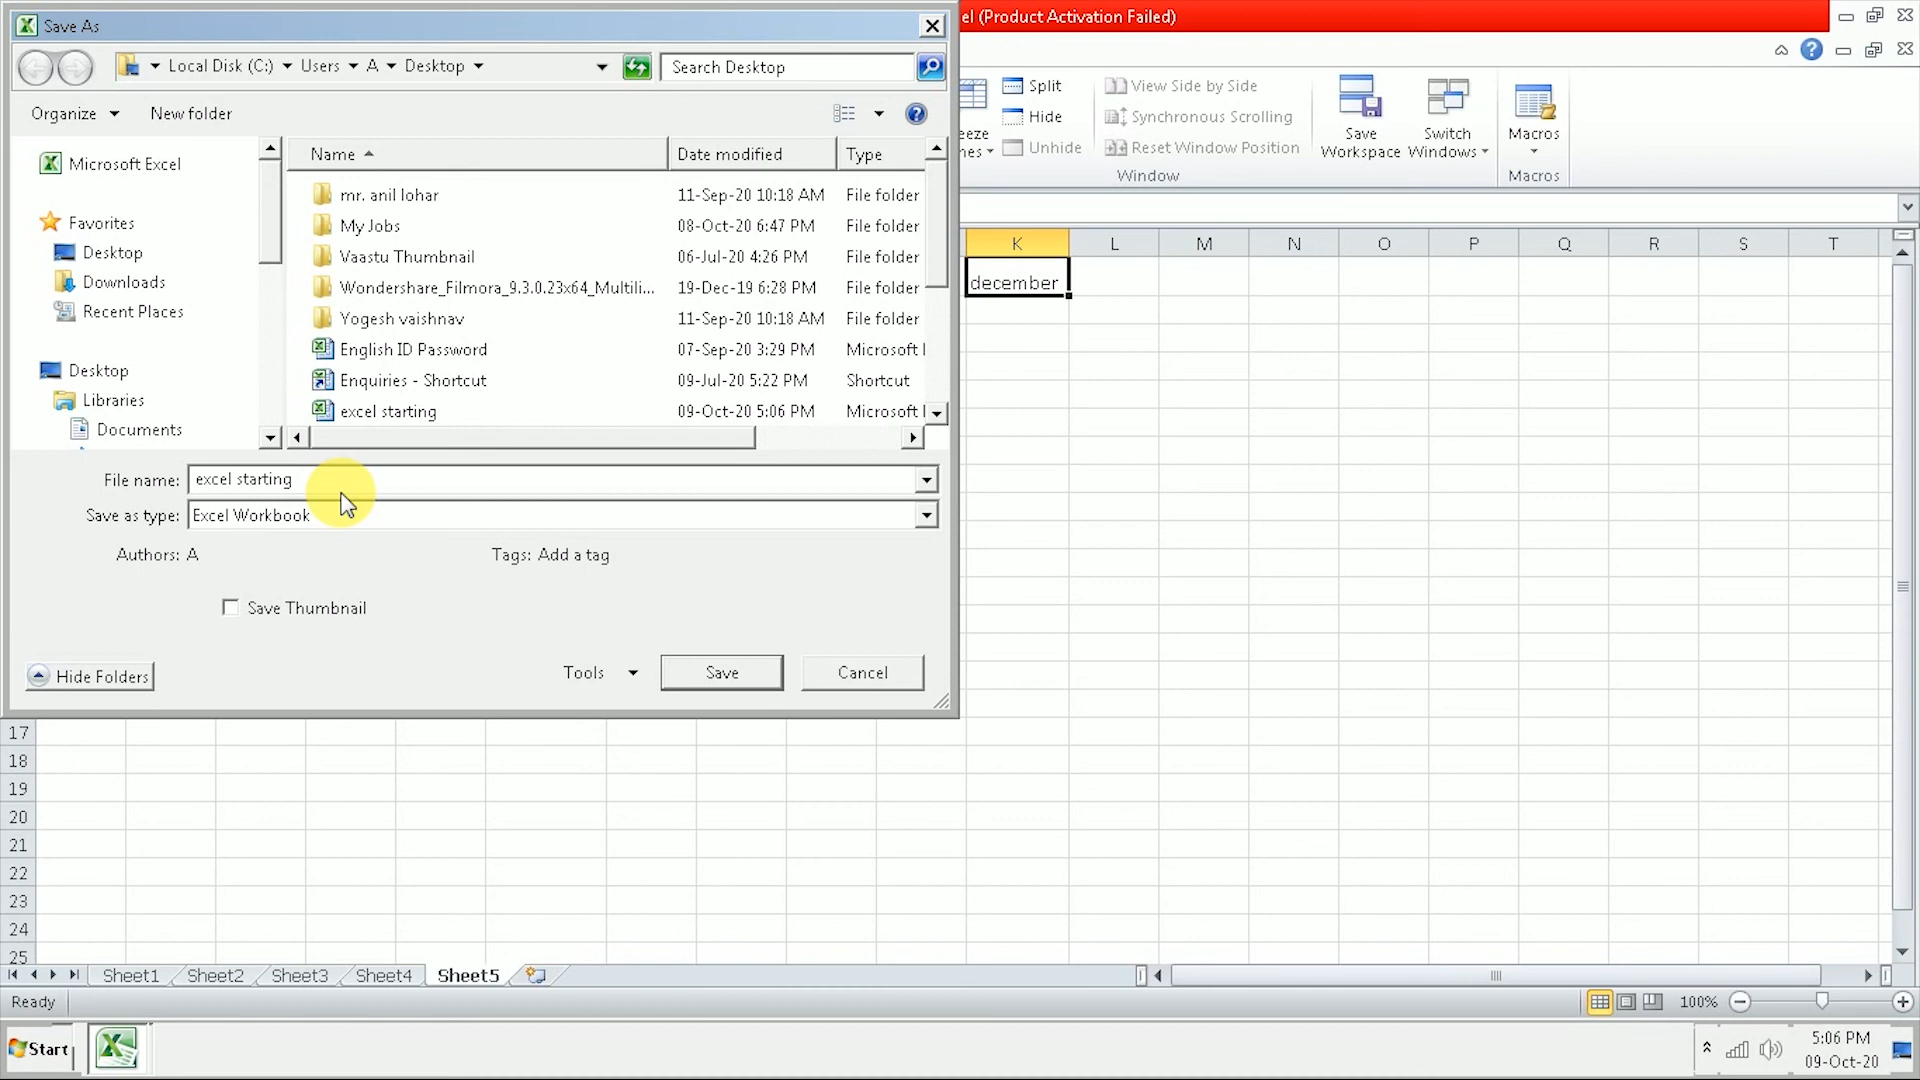 Save As
el (Product Activation Failed)
Local Disk (C:) Users A Desktop
Search Desktop
Organize New folder
Microsoft Excel
Favorites
Desktop
Downloads
Recent Places
Desktop
Libraries
Documents
Name Date modified Type
mr. anil lohar 11-Sep-20 10:18 AM File folder
My Jobs 08-Oct-20 6:47 PM File folder
Vaastu Thumbnail 06-Jul-20 4:26 PM File folder
Wondershare_Filmora_9.3.0.23x64_Multili... 19-Dec-19 6:28 PM File folder
Yogesh vaishnav 11-Sep-20 10:18 AM File folder
English ID Password 07-Sep-20 3:29 PM Microsoft
Enquiries - Shortcut 09-Jul-20 5:22 PM Shortcut
excel starting 09-Oct-20 5:06 PM Microsoft
File name: excel starting
Save as type: Excel Workbook
Authors: A Tags: Add a tag
Save Thumbnail
Hide Folders
Tools Save Cancel
Split
Hide
Unhide
View Side by Side
Synchronous Scrolling
Reset Window Position
Save
Workspace
Switch
Windows
Window
Macros
Macros
K L M N O P Q R S T
december
17
18
19
20
21
22
23
24
25
Sheet1 Sheet2 Sheet3 Sheet4 Sheet5
Ready
100%
Start
5:06 PM
09-Oct-20